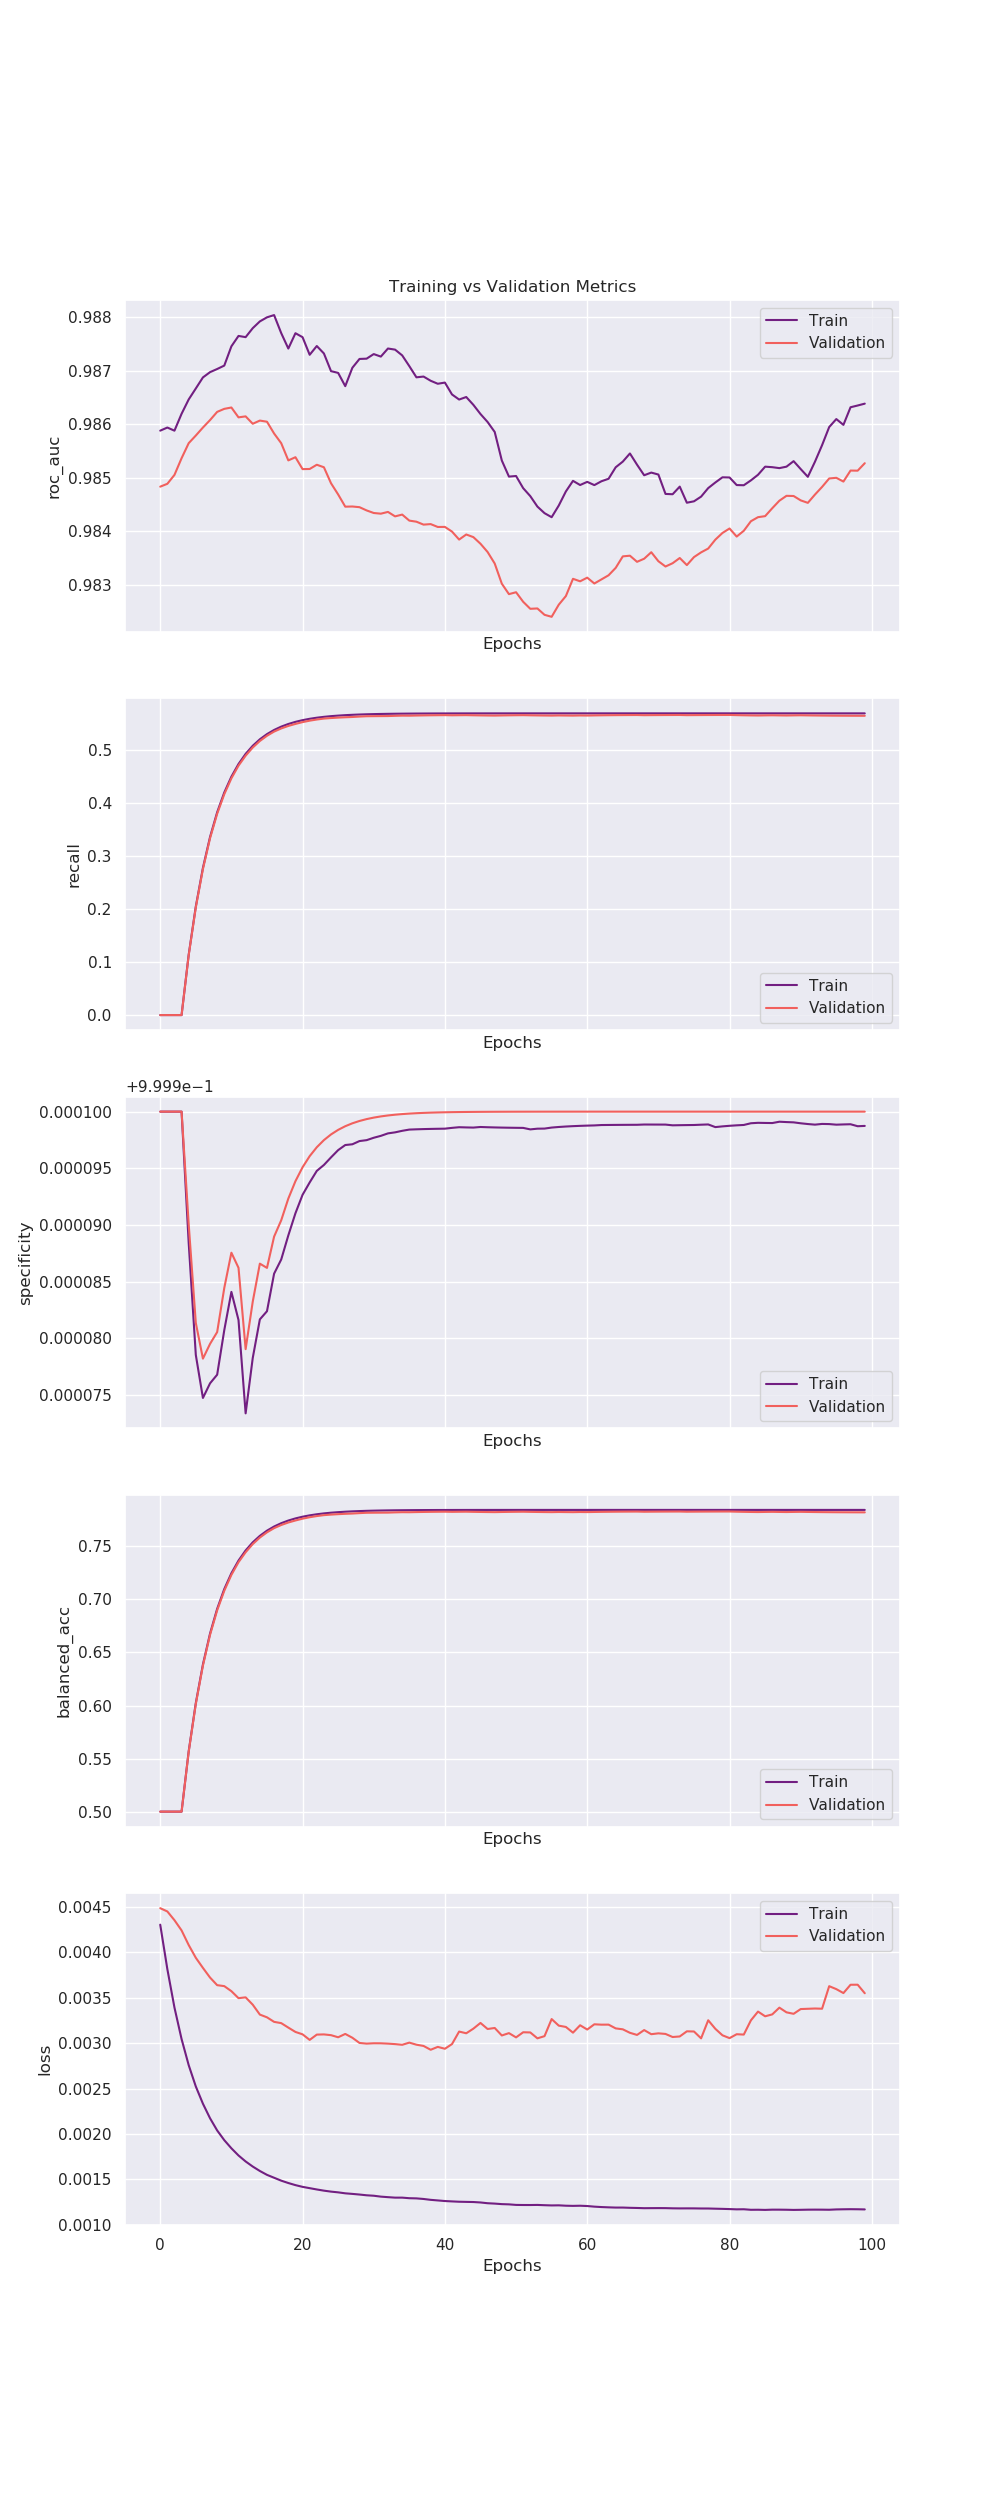 Training vs Validation Metrics
0.988
0.987
0.986
0.985
0.984
0.983
roc_auc
Train
Validation
Epochs
0.5
0.4
0.3
0.2
0.1
0.0
recall
Train
Validation
Epochs
+9.999e−1
0.000100
0.000095
0.000090
0.000085
0.000080
0.000075
specificity
Train
Validation
Epochs
0.75
0.70
0.65
0.60
0.55
0.50
balanced_acc
Train
Validation
Epochs
0.0045
0.0040
0.0035
0.0030
0.0025
0.0020
0.0015
0.0010
loss
Train
Validation
0 20 40 60 80 100
Epochs